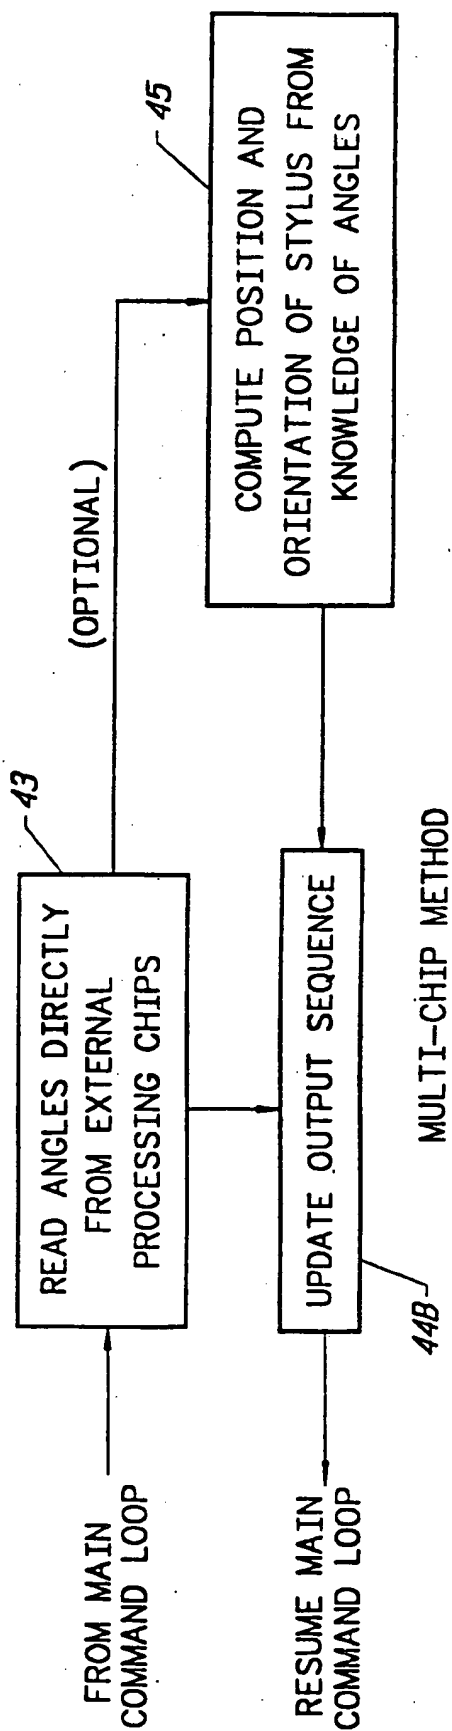 FROM MAIN
COMMAND LOOP
READ ANGLES DIRECTLY
FROM EXTERNAL
PROCESSING CHIPS
43
(OPTIONAL)
45
COMPUTE POSITION AND
ORIENTATION OF STYLUS FROM
KNOWLEDGE OF ANGLES
UPDATE OUTPUT SEQUENCE
44B
RESUME MAIN
COMMAND LOOP
MULTI-CHIP METHOD